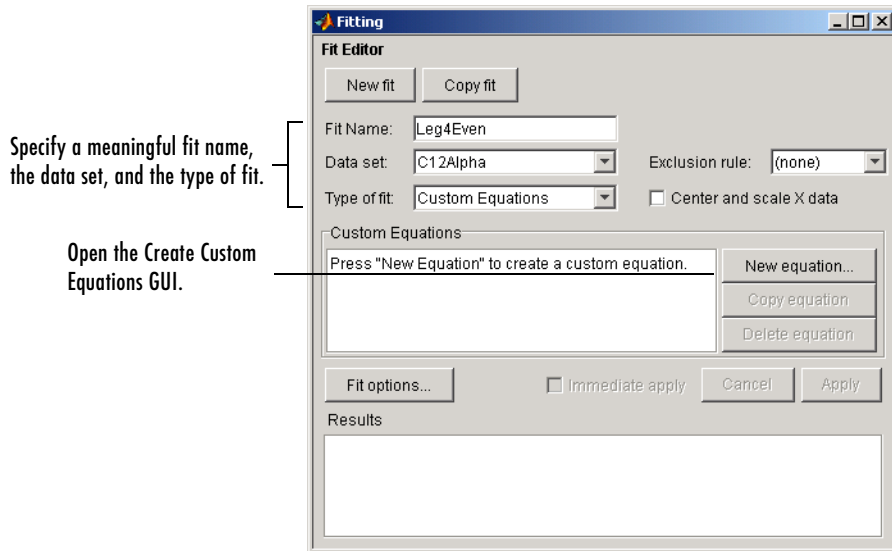 Fitting
Fit Editor
New fit
Copy fit
Specify a meaningful fit name,
the data set, and the type of fit.
Fit Name:
Leg4Even
Data set:
C12Alpha
Exclusion rule:
(none)
Type of fit:
Custom Equations
Center and scale X data
Open the Create Custom
Equations GUI.
Custom Equations
Press "New Equation" to create a custom equation.
New equation...
Copy equation
Delete equation
Fit options...
Immediate apply
Cancel
Apply
Results